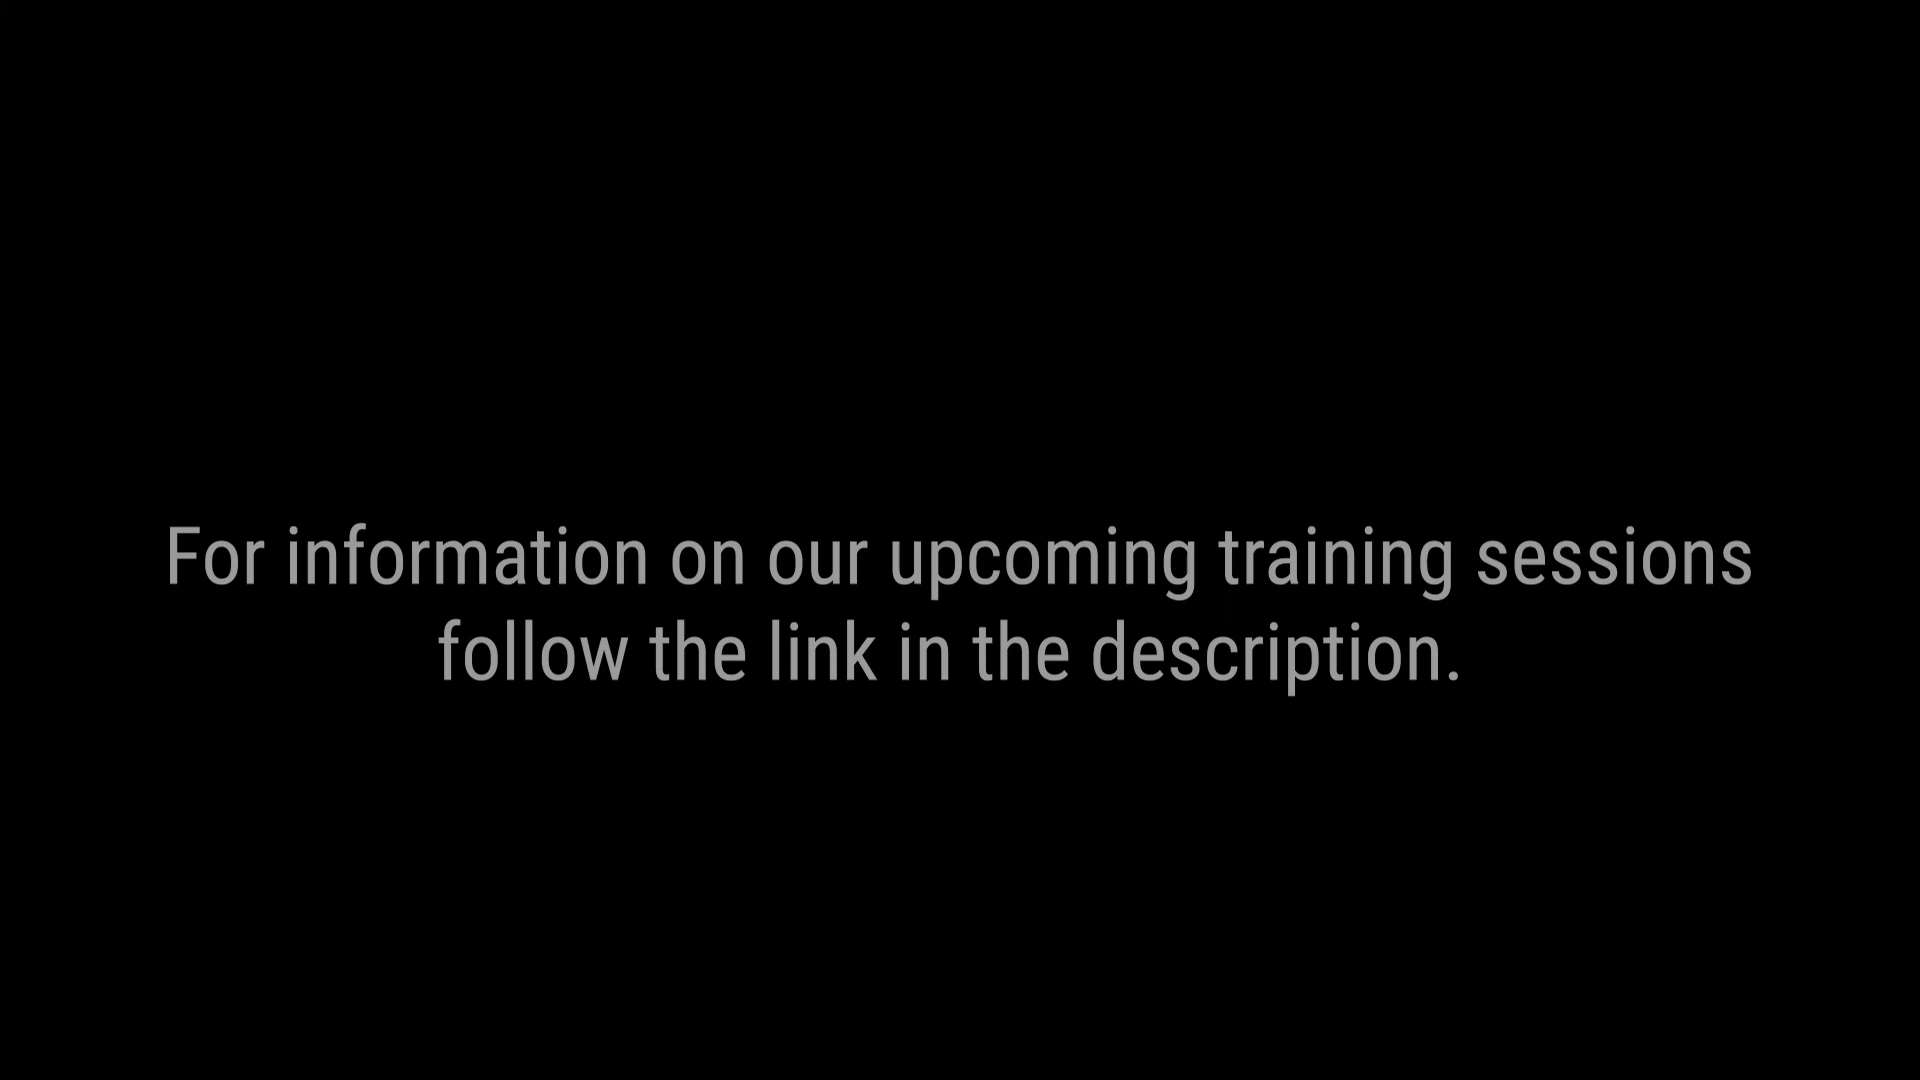 For information on our upcoming training sessions
follow the link in the description.